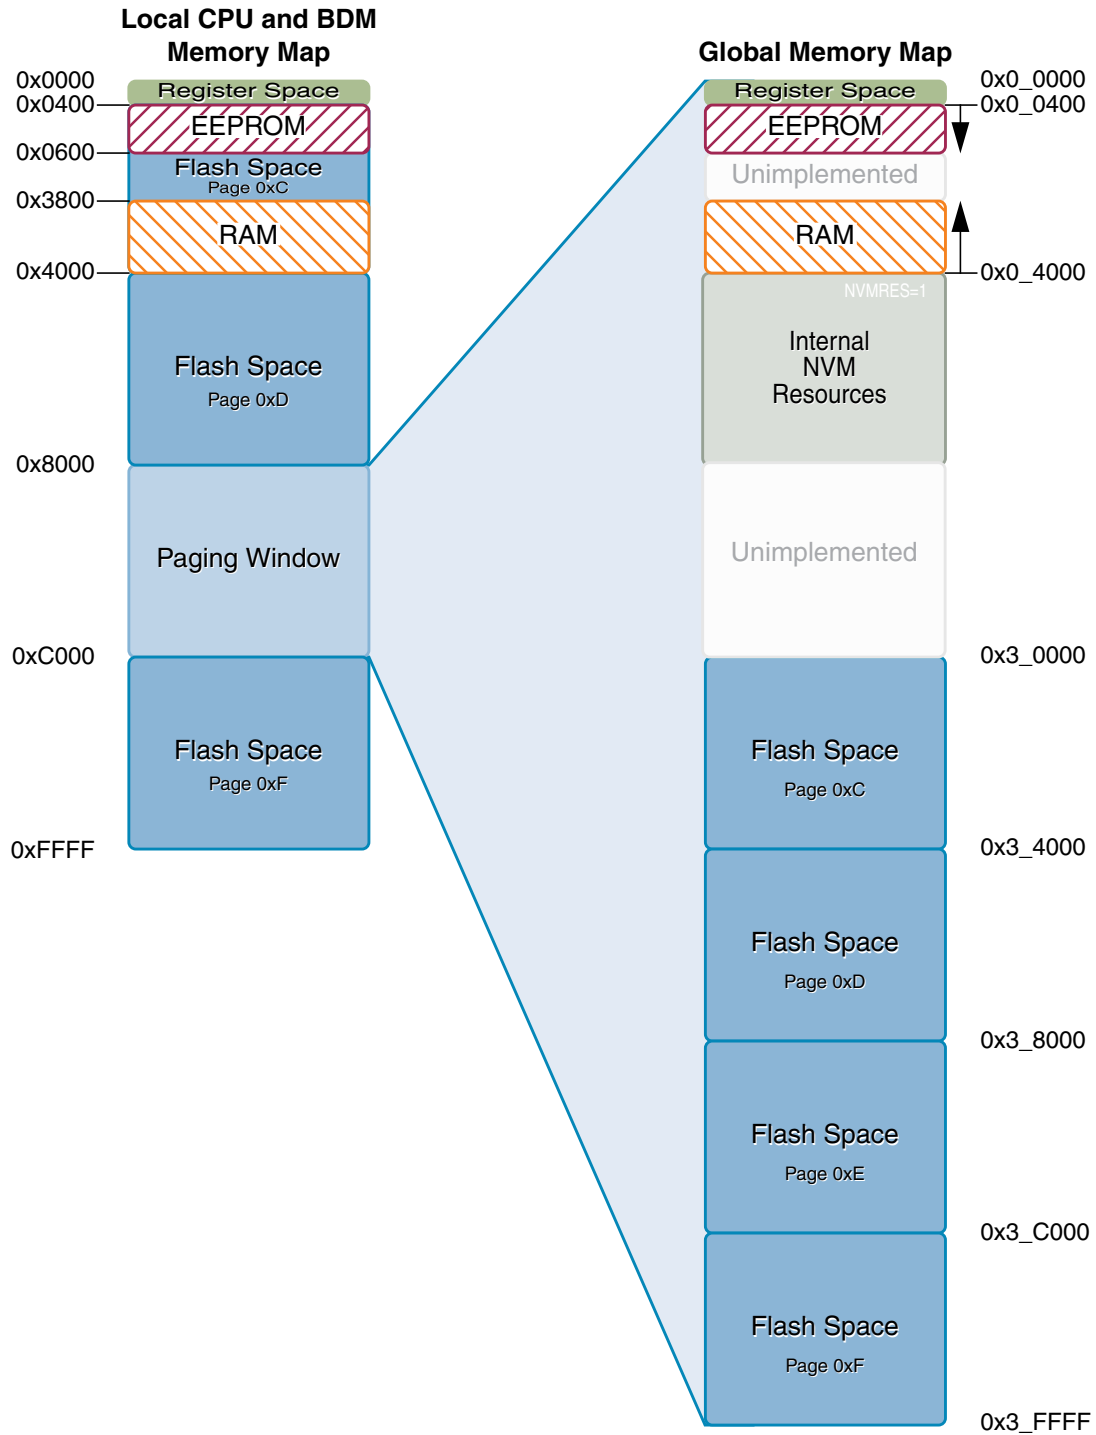 Local CPU and BDM
Memory Map
0x0000
Register Space
0x0400
EEPROM
0x0600
Flash Space
Page 0xC
0x3800
RAM
0x4000
Flash Space
Page 0xD
0x8000
Paging Window
0xC000
Flash Space
Page 0xF
0xFFFF
Global Memory Map
0x0_0000
Register Space
0x0_0400
EEPROM
Unimplemented
RAM
0x0_4000
NVMRES=1
Internal
NVM
Resources
Unimplemented
0x3_0000
Flash Space
Page 0xC
0x3_4000
Flash Space
Page 0xD
0x3_8000
Flash Space
Page 0xE
0x3_C000
Flash Space
Page 0xF
0x3_FFFF